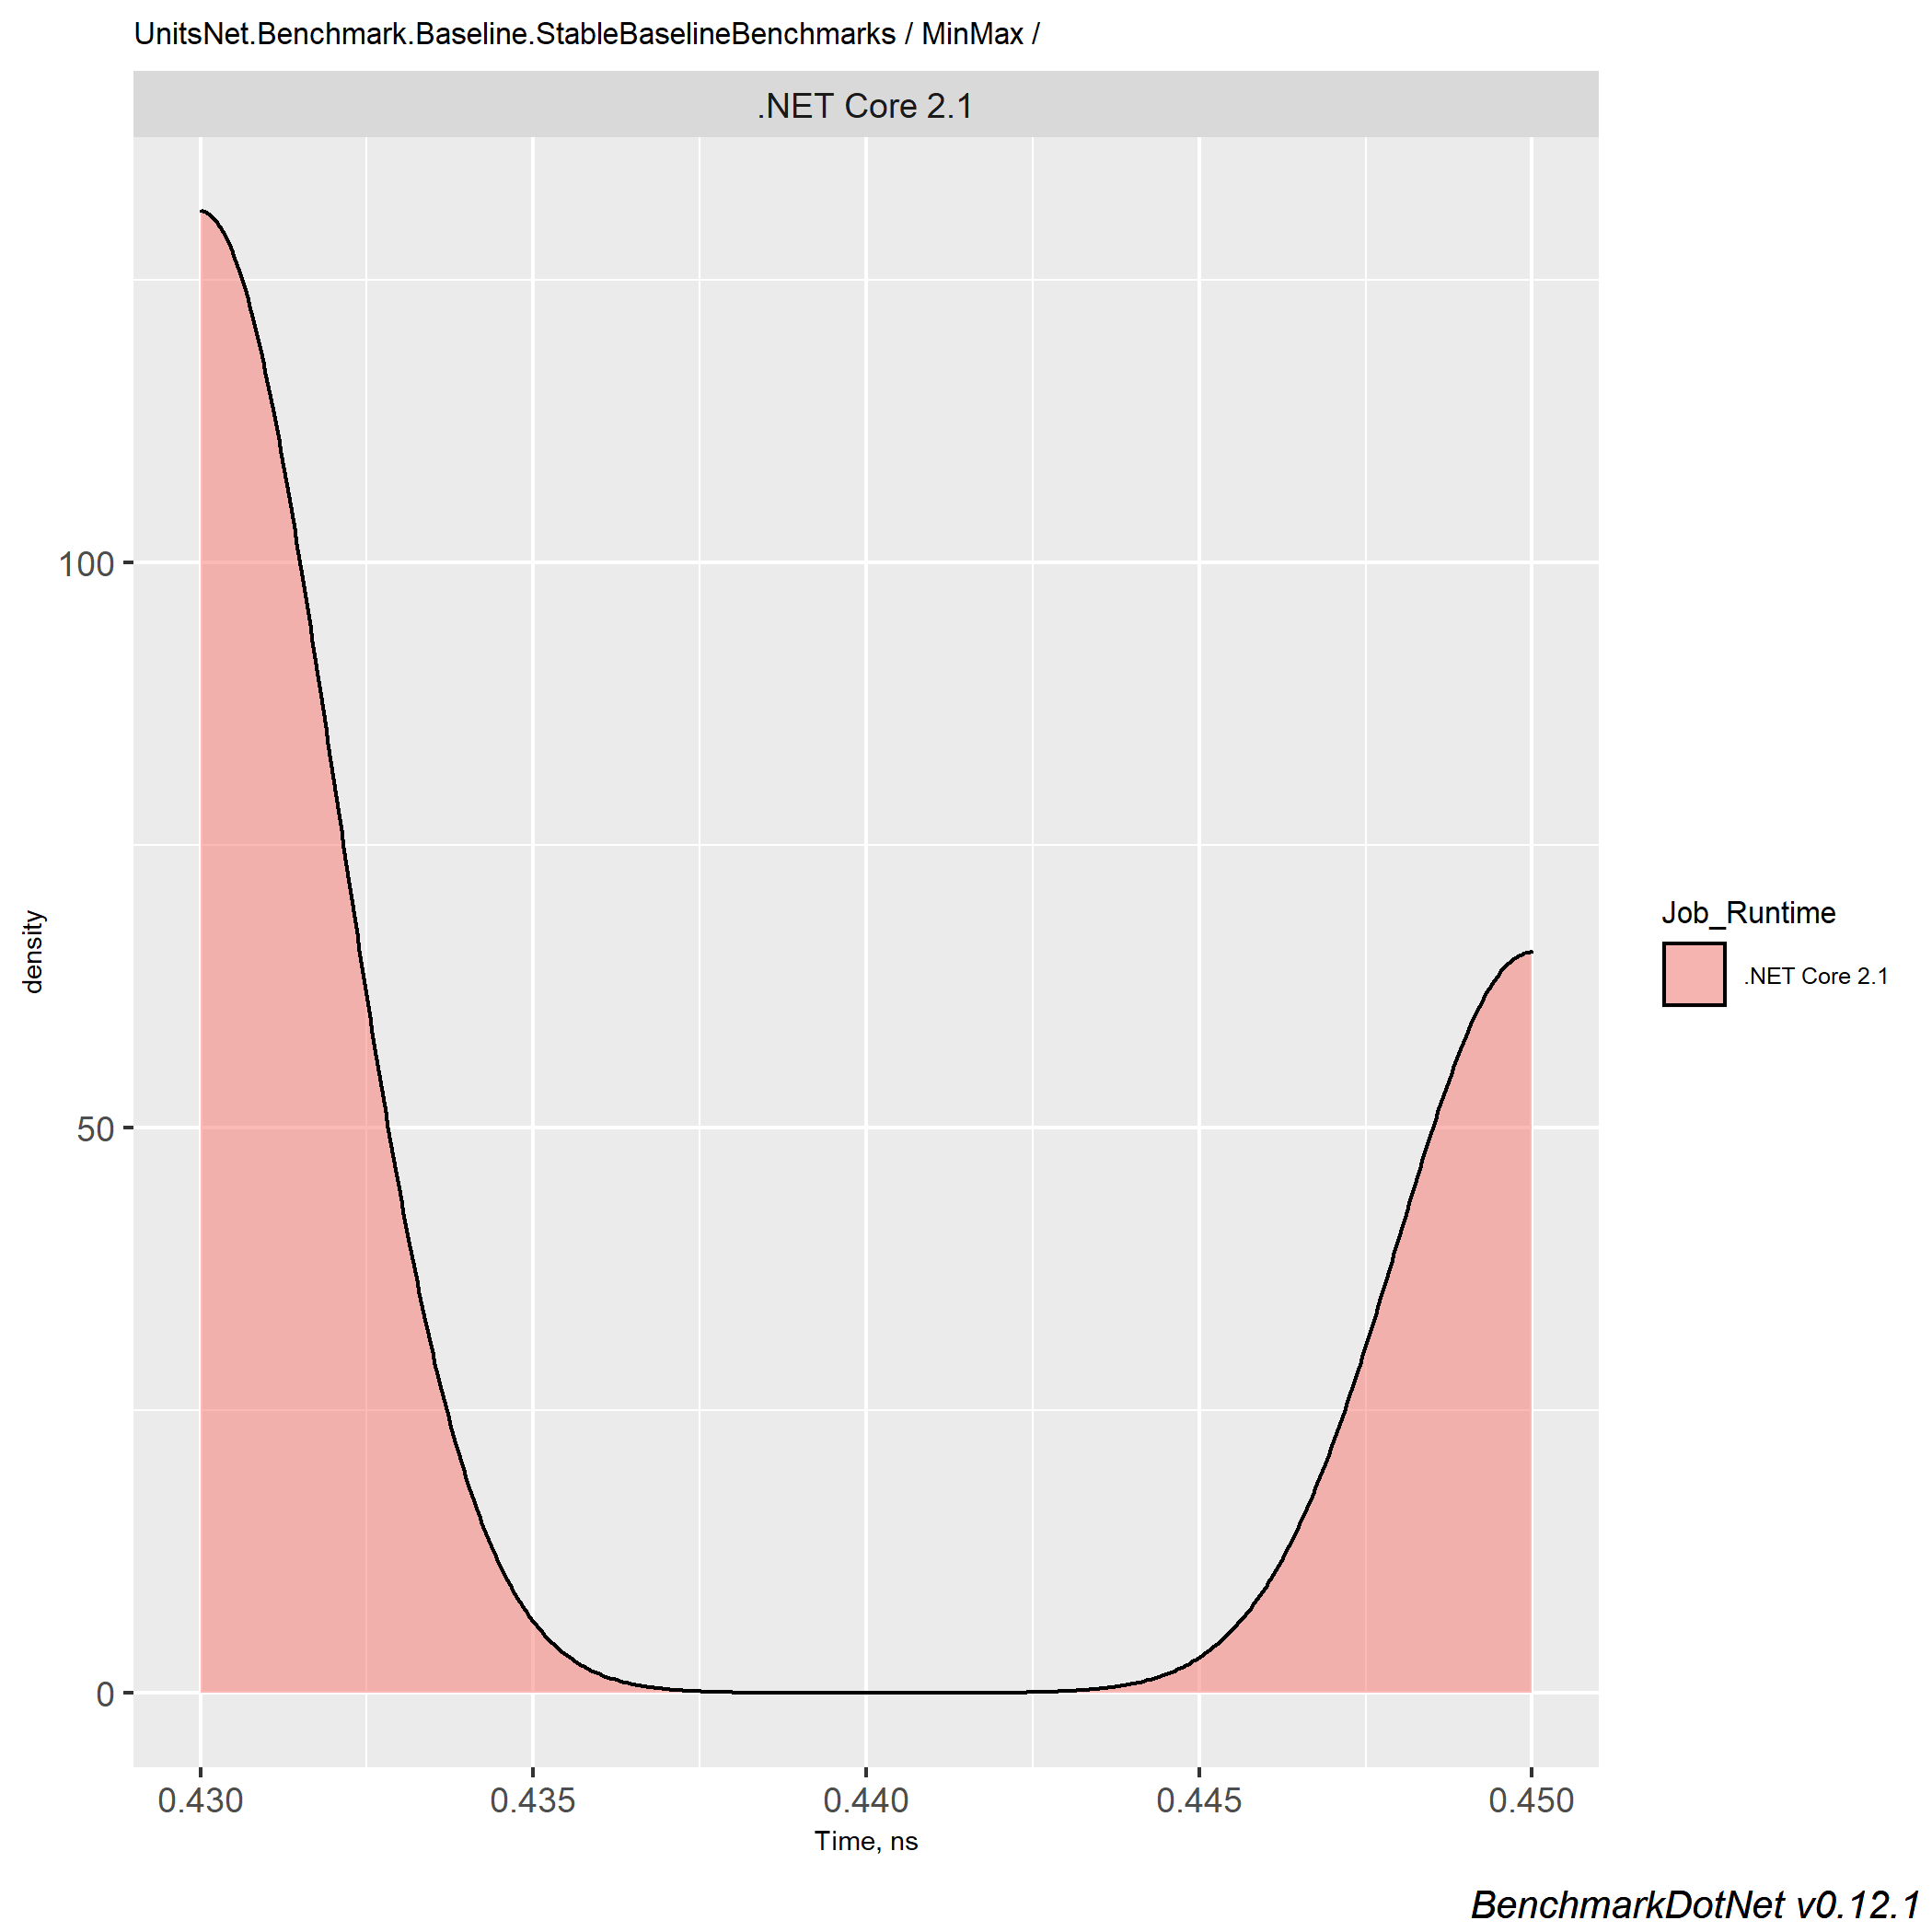 UnitsNet.Benchmark.Baseline.StableBaselineBenchmarks / MinMax /
.NET Core 2.1
100
50
0
density
0.430 0.435 0.440 0.445 0.450
Time, ns
Job_Runtime
.NET Core 2.1
BenchmarkDotNet v0.12.1